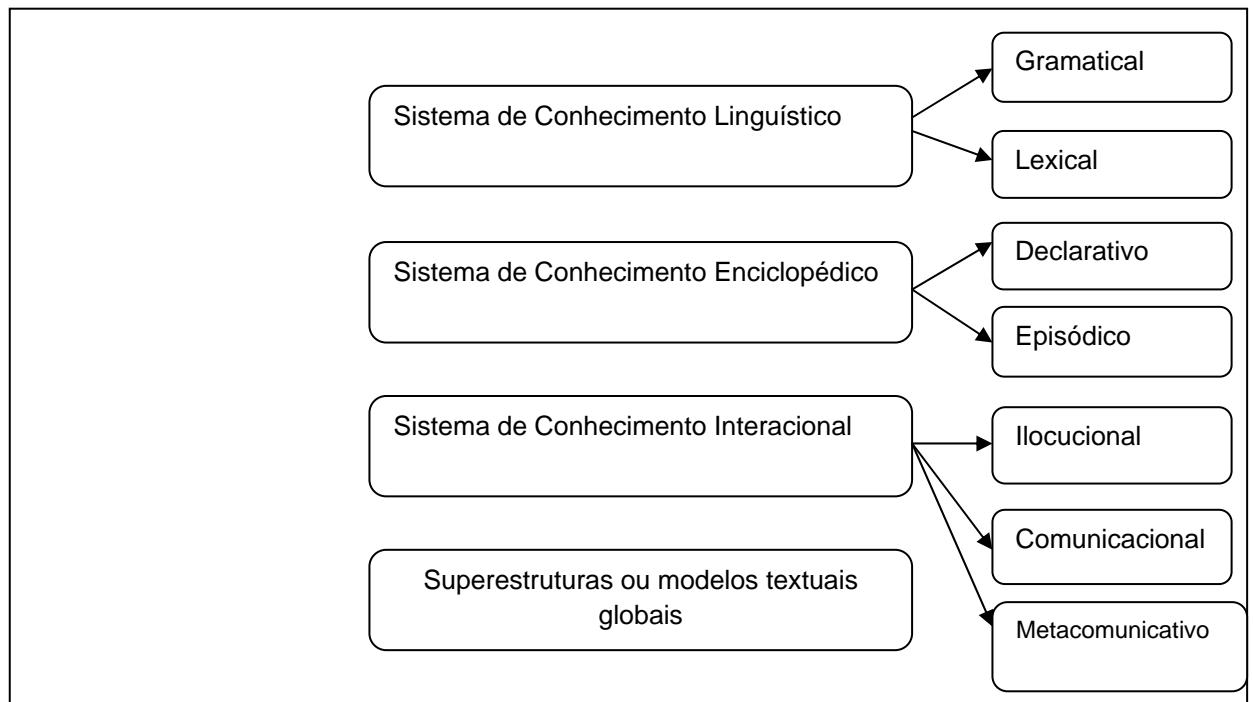 Sistema de Conhecimento Linguístico
Gramatical
Lexical
Sistema de Conhecimento Enciclopédico
Declarativo
Episódico
Sistema de Conhecimento Interacional
Ilocucional
Comunicacional
Metacomunicativo
Superestruturas ou modelos textuais
globais